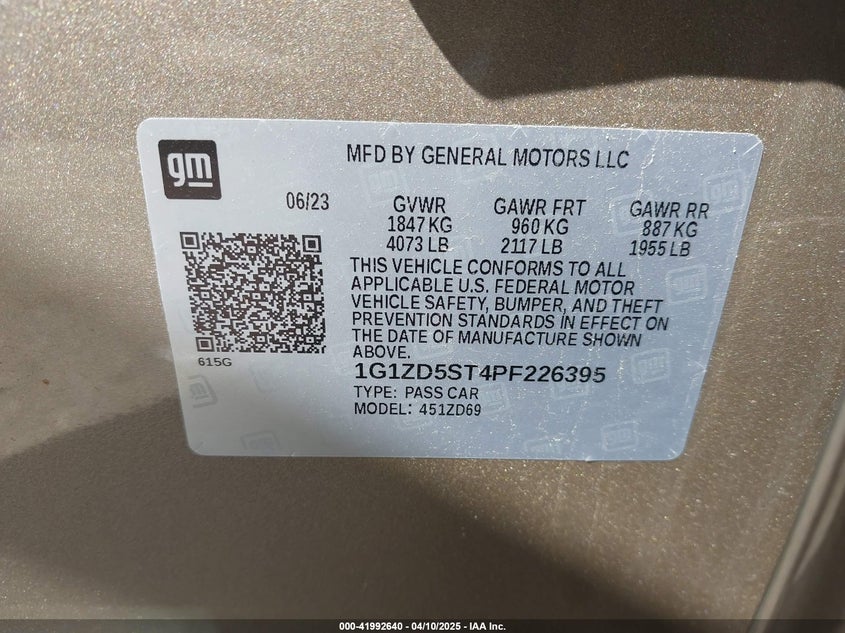 gm
MFD BY GENERAL MOTORS LLC
06/23
GVWR GAWR FRT GAWR RR
1847 KG 960 KG 887 KG
4073 LB 2117 LB 1955 LB
THIS VEHICLE CONFORMS TO ALL
APPLICABLE U.S. FEDERAL MOTOR
VEHICLE SAFETY, BUMPER, AND THEFT
PREVENTION STANDARDS IN EFFECT ON
THE DATE OF MANUFACTURE SHOWN
ABOVE.
615G
1G1ZD5ST4PF226395
TYPE: PASS CAR
MODEL: 451ZD69
000-41992640 - 04/10/2025 - IAA Inc.